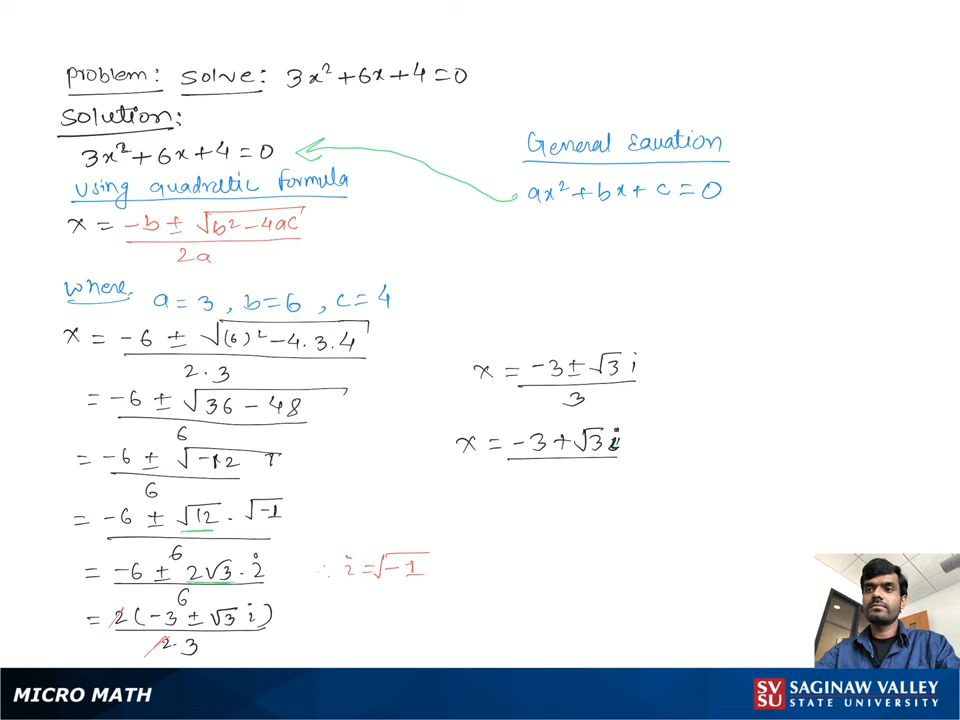 Problem: Solve: 3x² + 6x + 4 = 0
Solution:
3x² + 6x + 4 = 0
Using quadretic formula
x = (-b ± √(b² - 4ac)) / 2a
where, a = 3, b = 6, c = 4
x = (-6 ± √((6)² - 4·3·4)) / 2·3
= (-6 ± √(36 - 48)) / 6
= (-6 ± √(-12)) / 6
= (-6 ± √12 · √-1) / 6
= (-6 ± 2√3 · i) / 6 ∴ i = √-1
= 2(-3 ± √3 i) / 2·3
General Equation
ax² + bx + c = 0
x = (-3 ± √3 i) / 3
x = -3 + √3 i
MICRO MATH
SV
SU
SAGINAW VALLEY
STATE UNIVERSITY